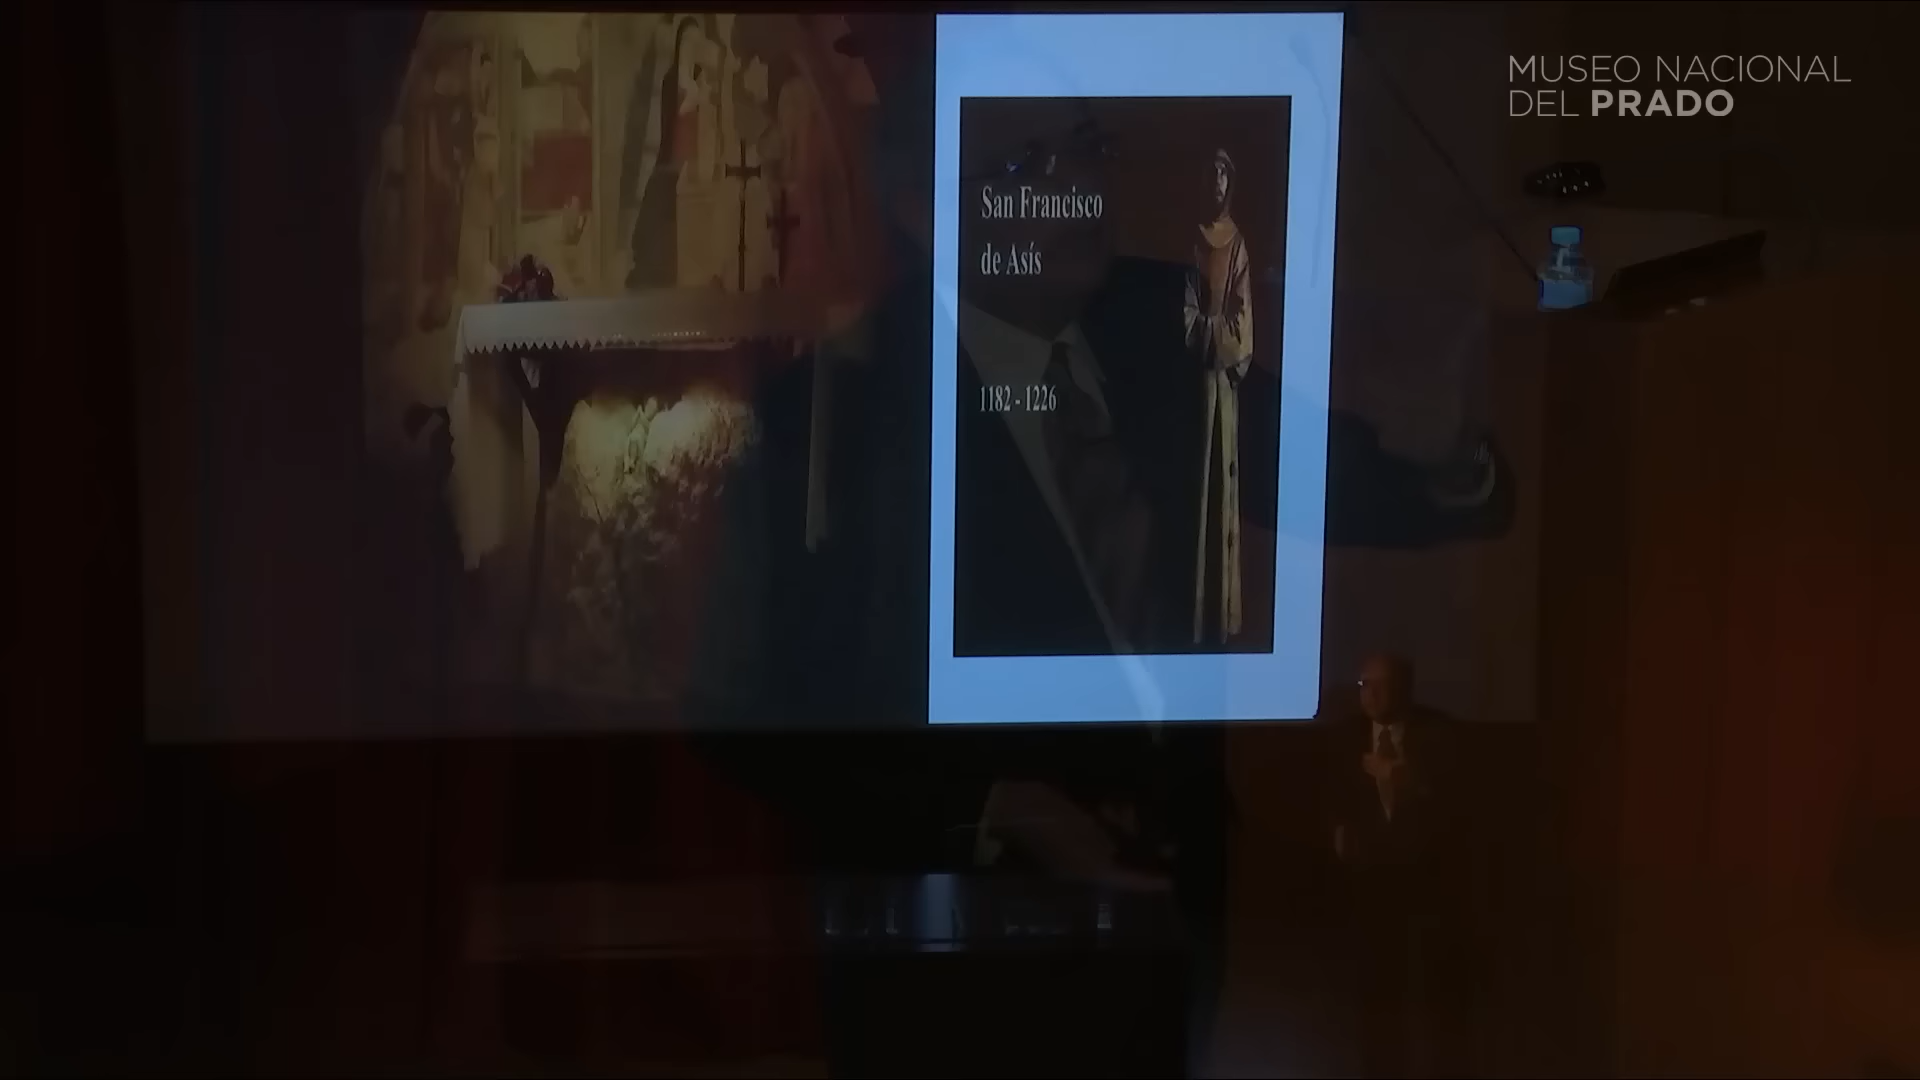 MUSEO NACIONAL
DEL PRADO
San Francisco
de Asís
1182 - 1226